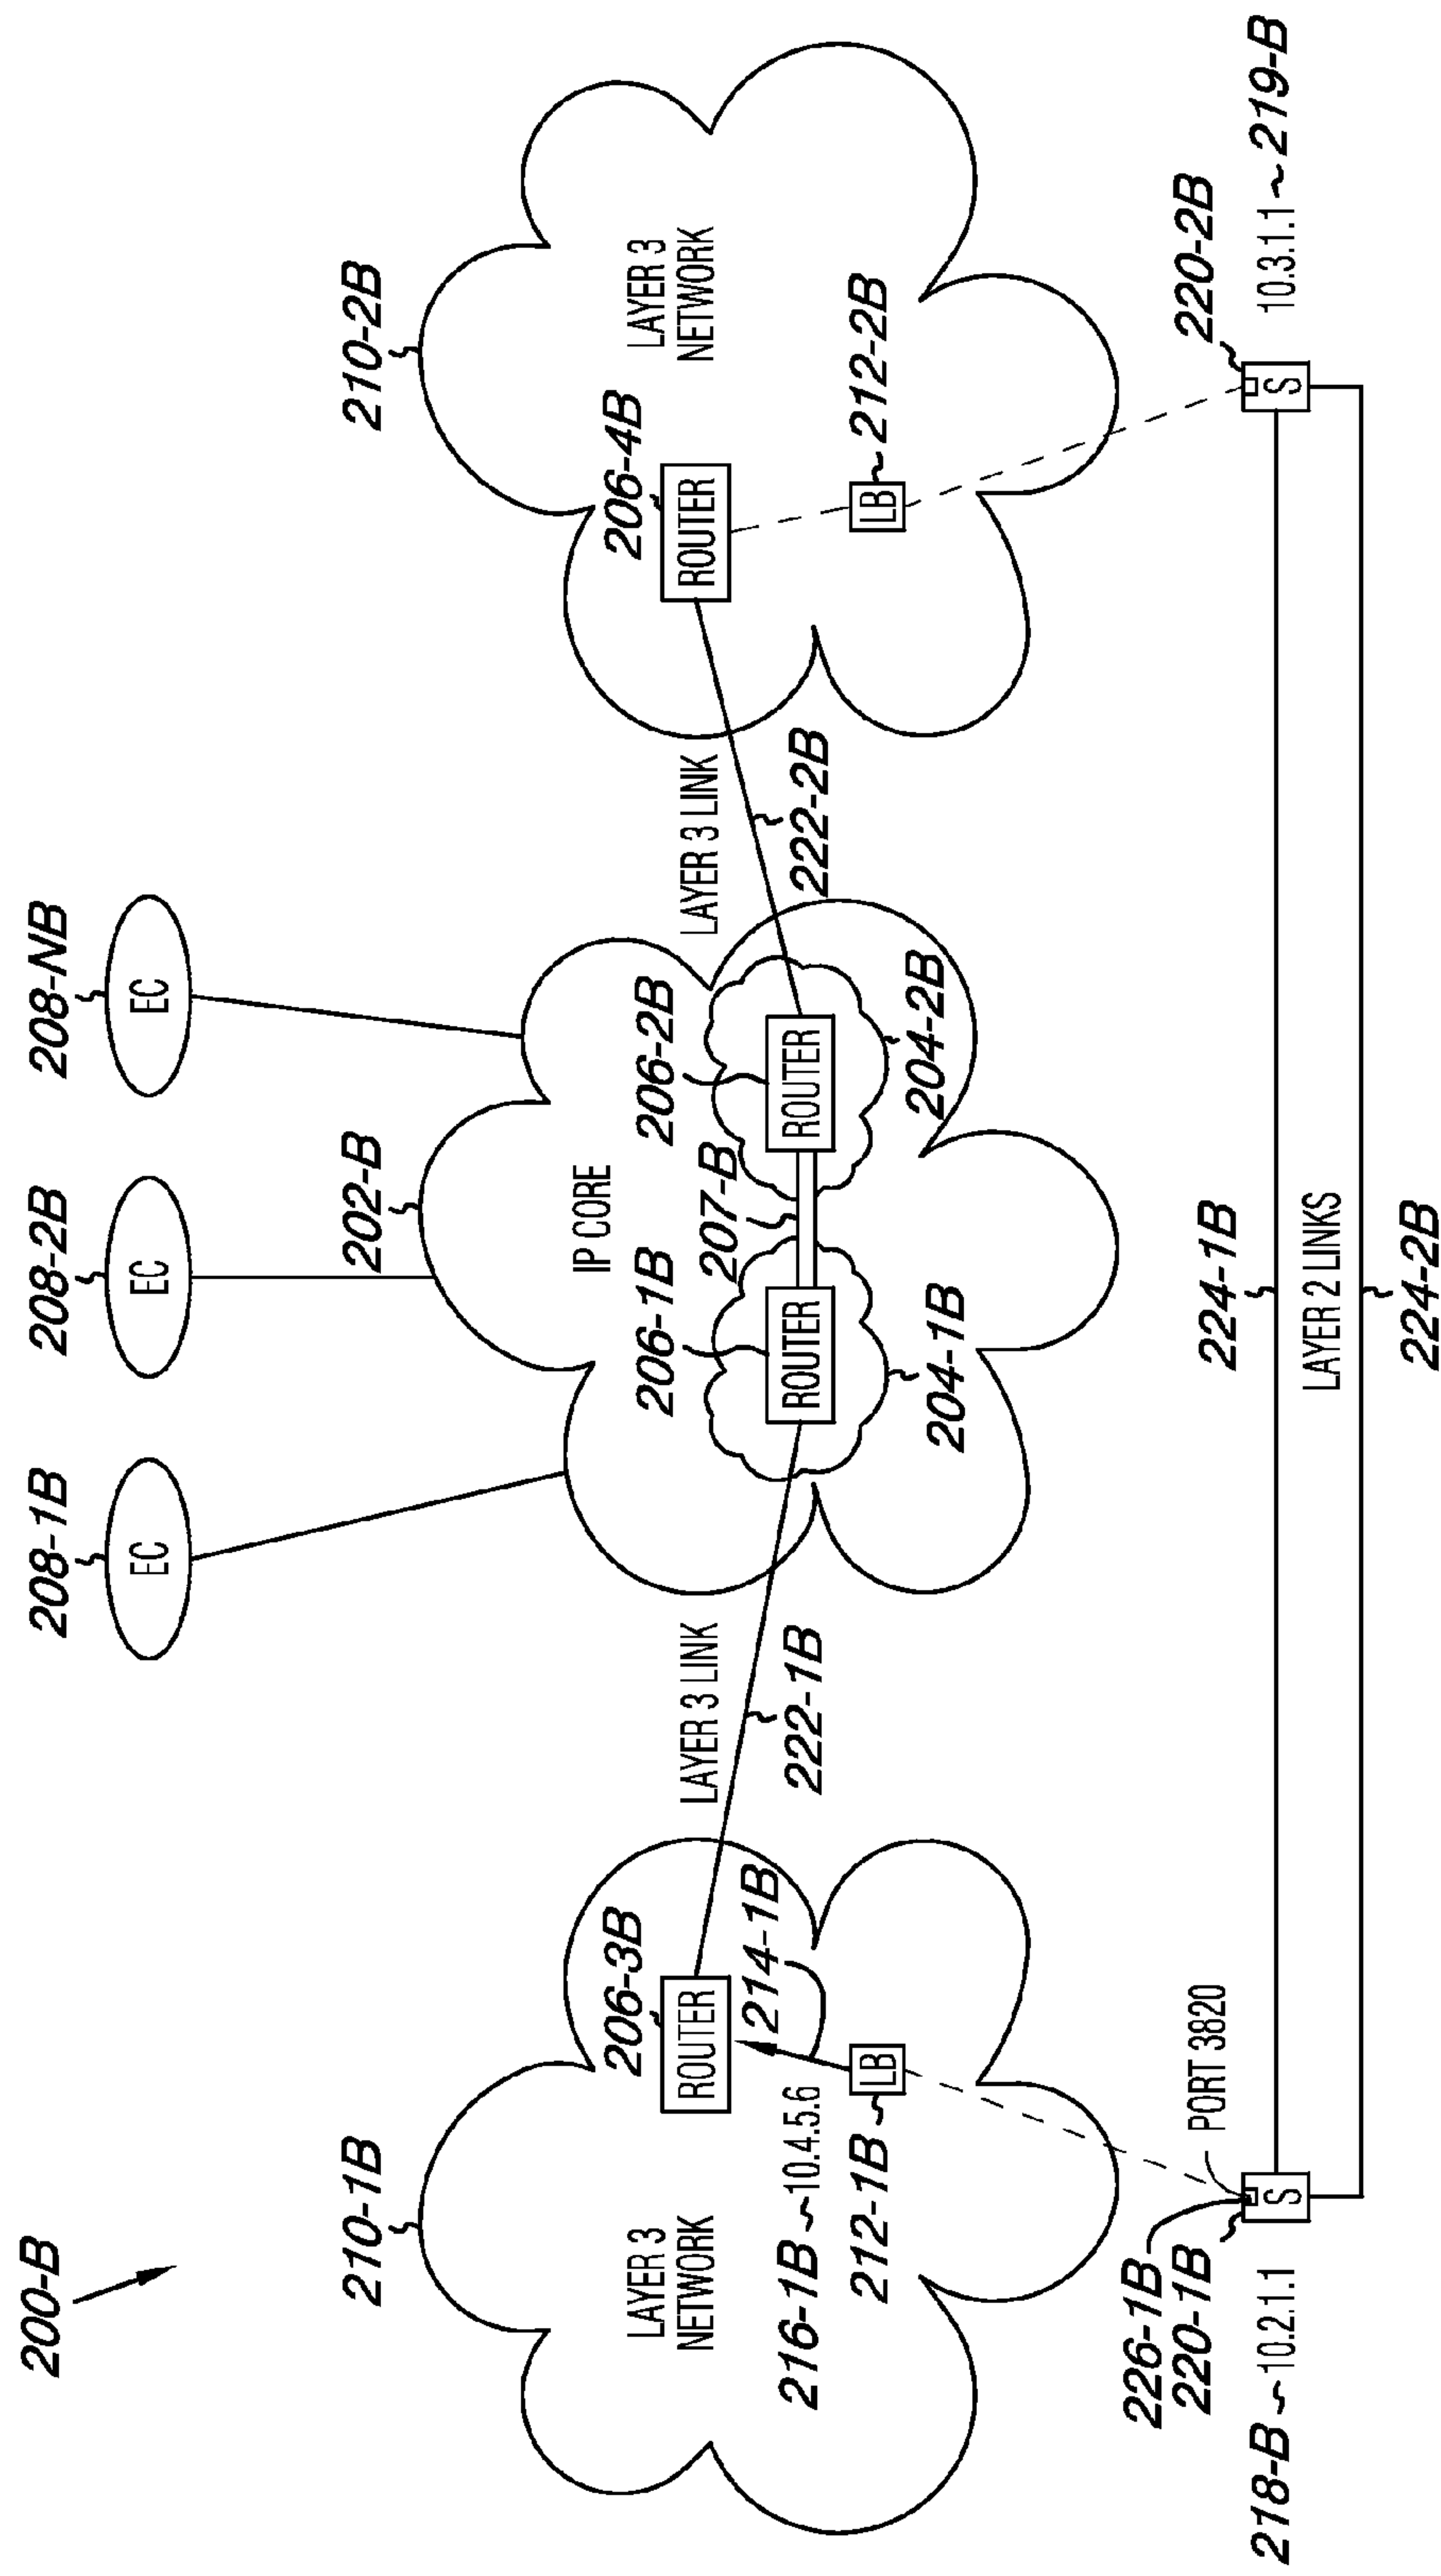 200-B
208-1B
EC
208-2B
EC
208-NB
EC
210-1B
202-B
210-2B
LAYER 3
NETWORK
IP CORE
LAYER 3
NETWORK
206-3B
ROUTER
LAYER 3 LINK
222-1B
206-1B
ROUTER
207-B
206-2B
ROUTER
LAYER 3 LINK
222-2B
206-4B
ROUTER
214-1B
216-1B
10.4.5.6
212-1B
LB
204-1B
204-2B
LB
212-2B
226-1B
220-1B
PORT 3820
S
218-B
10.2.1.1
224-1B
LAYER 2 LINKS
224-2B
220-2B
S
10.3.1.1
219-B